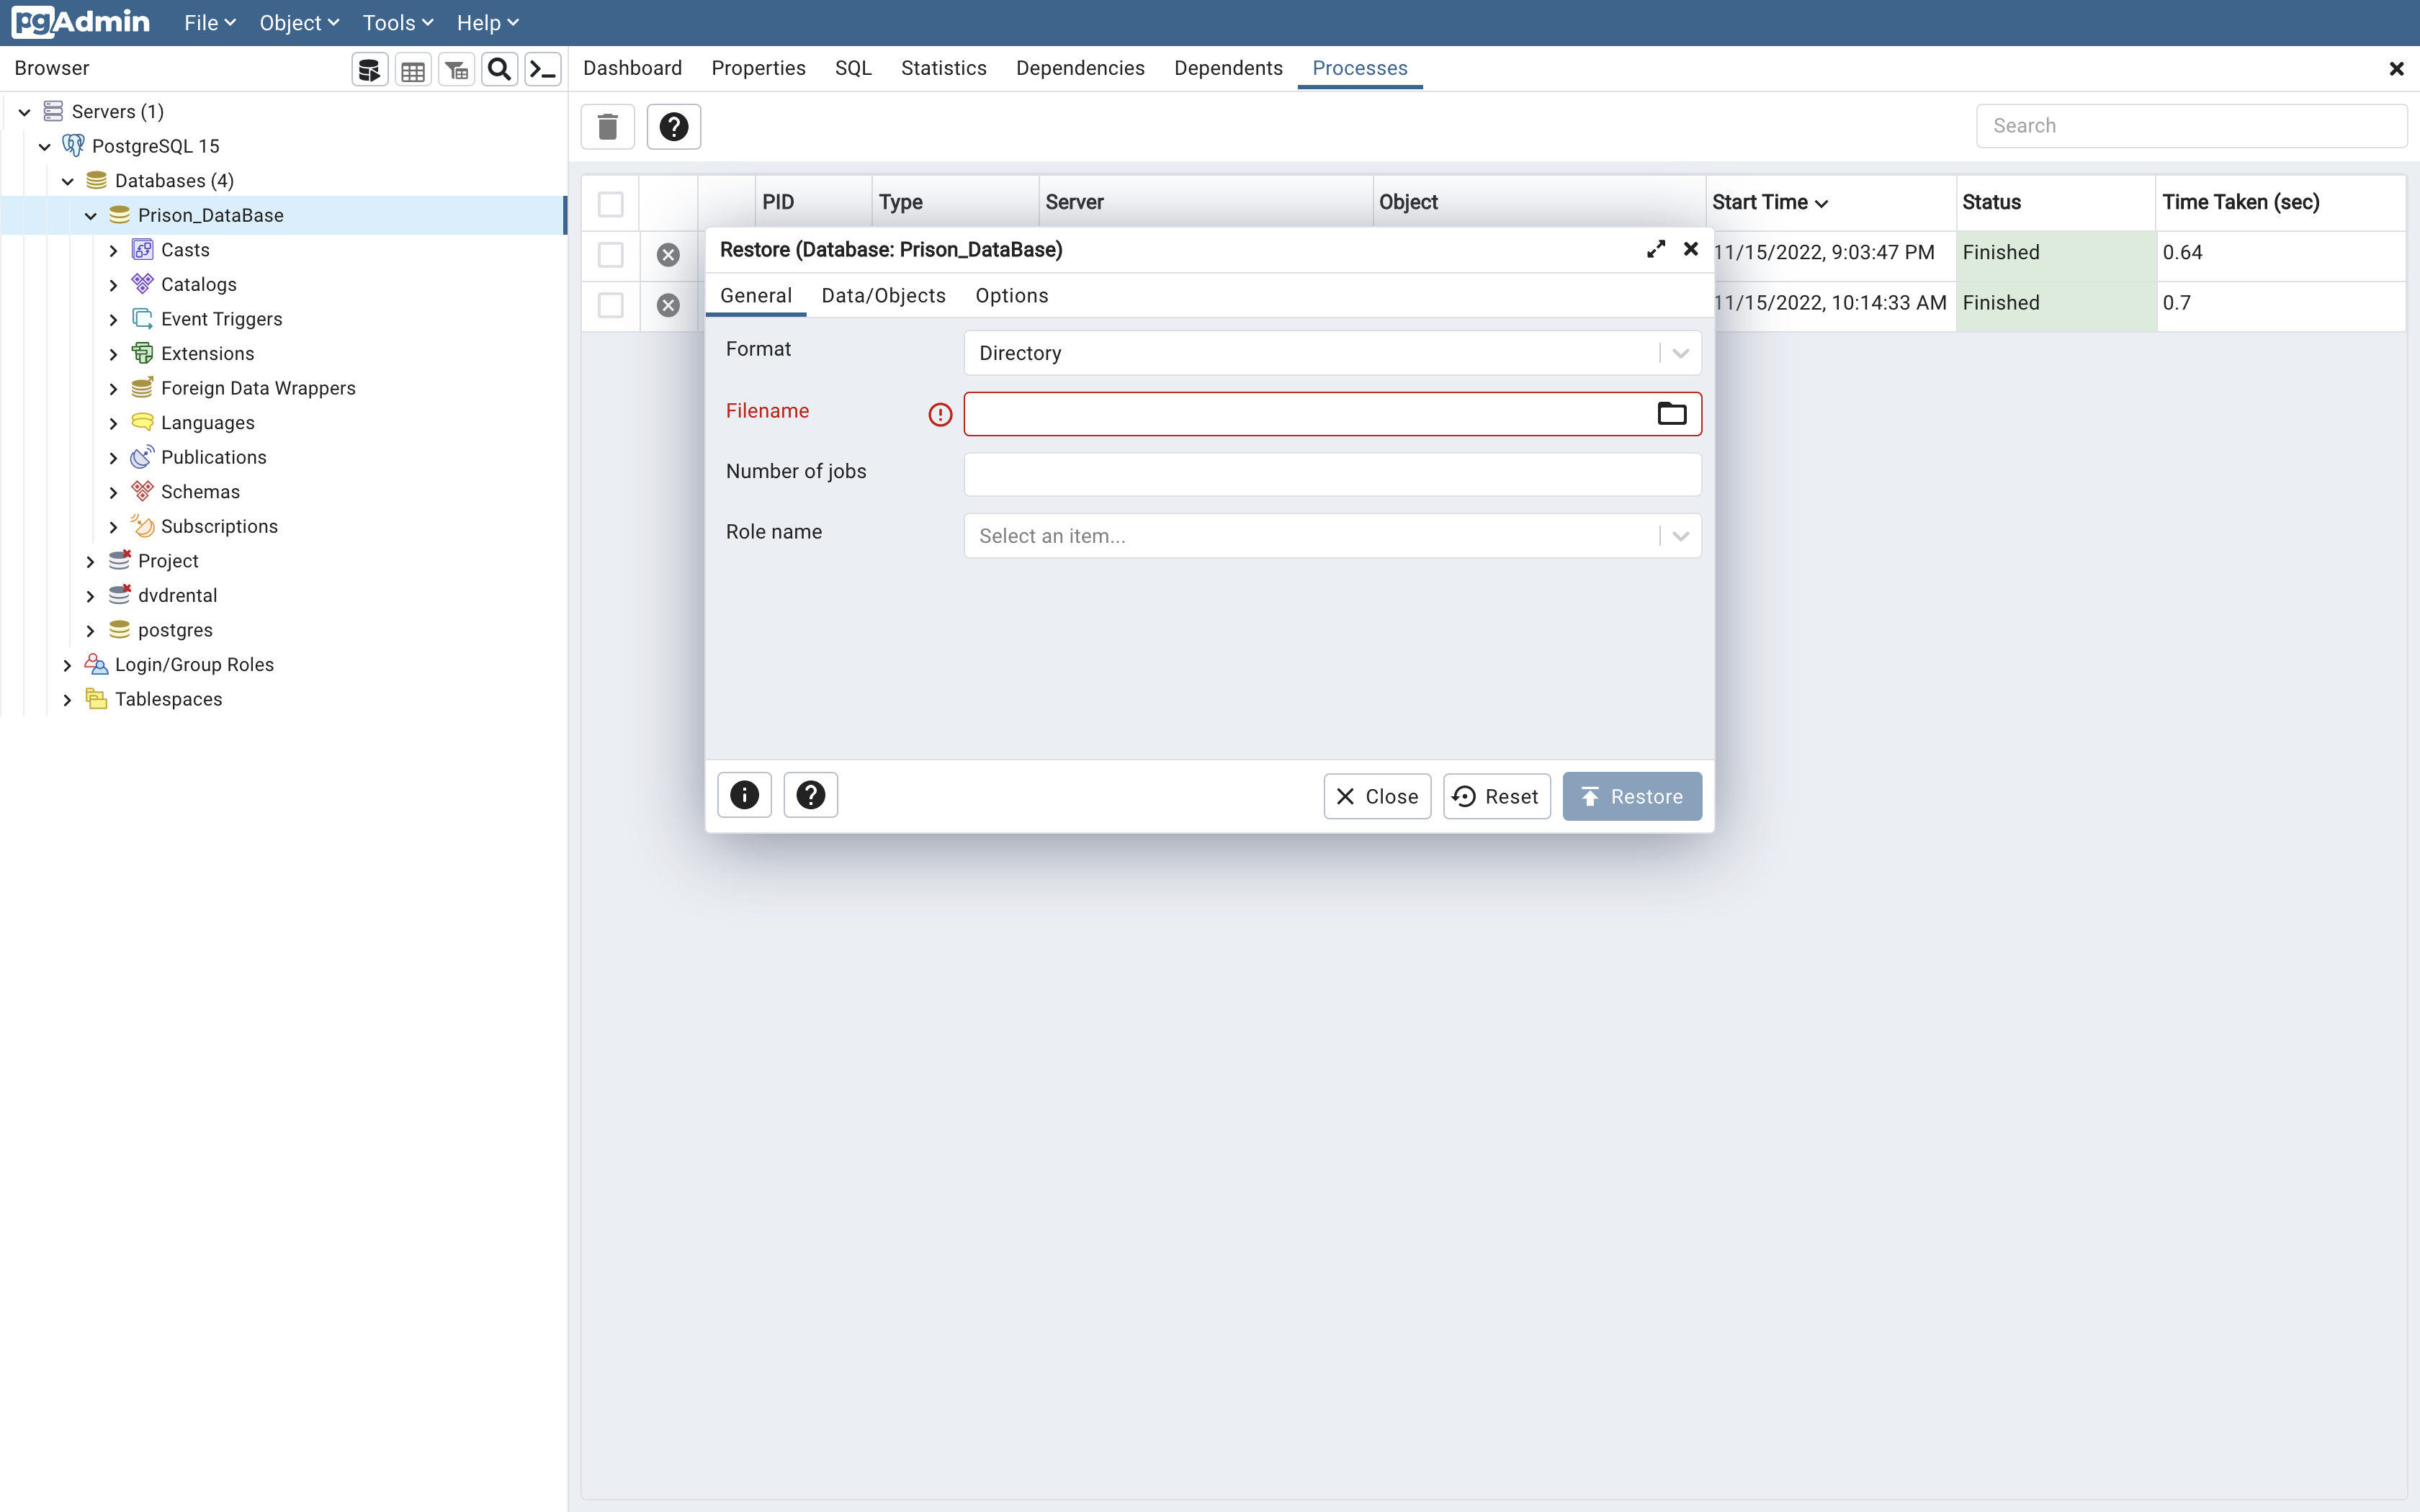 pgAdmin File Object Tools Help
Browser
Dashboard Properties SQL Statistics Dependencies Dependents Processes
Servers (1)
PostgreSQL 15
Databases (4)
Prison_DataBase
Casts
Catalogs
Event Triggers
Extensions
Foreign Data Wrappers
Languages
Publications
Schemas
Subscriptions
Project
dvdrental
postgres
Login/Group Roles
Tablespaces
Search
PID Type Server Object Start Time Status Time Taken (sec)
11/15/2022, 9:03:47 PM Finished 0.64
11/15/2022, 10:14:33 AM Finished 0.7
Restore (Database: Prison_DataBase)
General Data/Objects Options
Format Directory
Filename
Number of jobs
Role name Select an item...
Close Reset Restore